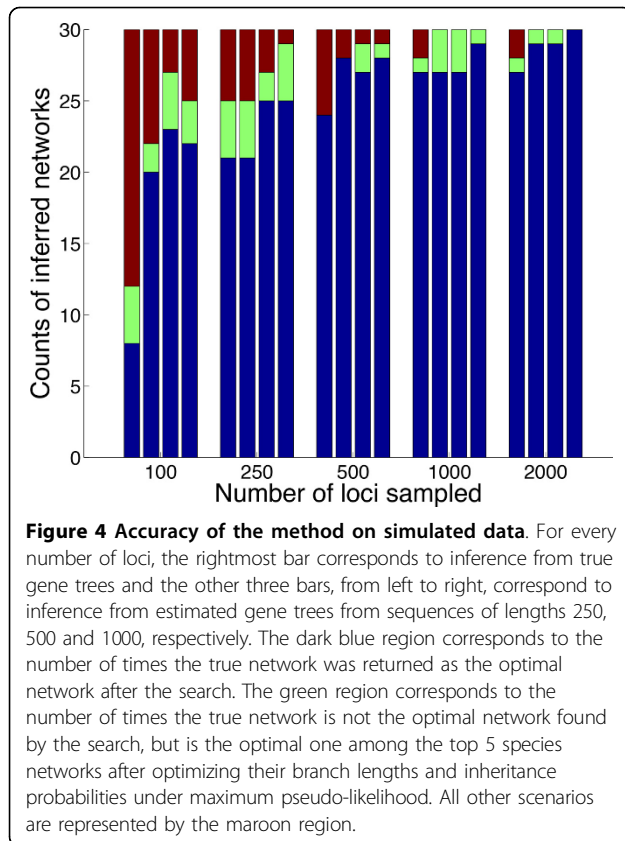 30
25
20
15
10
5
0
Counts of inferred networks
100 250 500 1000 2000
Number of loci sampled
Figure 4 Accuracy of the method on simulated data. For every
number of loci, the rightmost bar corresponds to inference from true
gene trees and the other three bars, from left to right, correspond to
inference from estimated gene trees from sequences of lengths 250,
500 and 1000, respectively. The dark blue region corresponds to the
number of times the true network was returned as the optimal
network after the search. The green region corresponds to the
number of times the true network is not the optimal network found
by the search, but is the optimal one among the top 5 species
networks after optimizing their branch lengths and inheritance
probabilities under maximum pseudo-likelihood. All other scenarios
are represented by the maroon region.